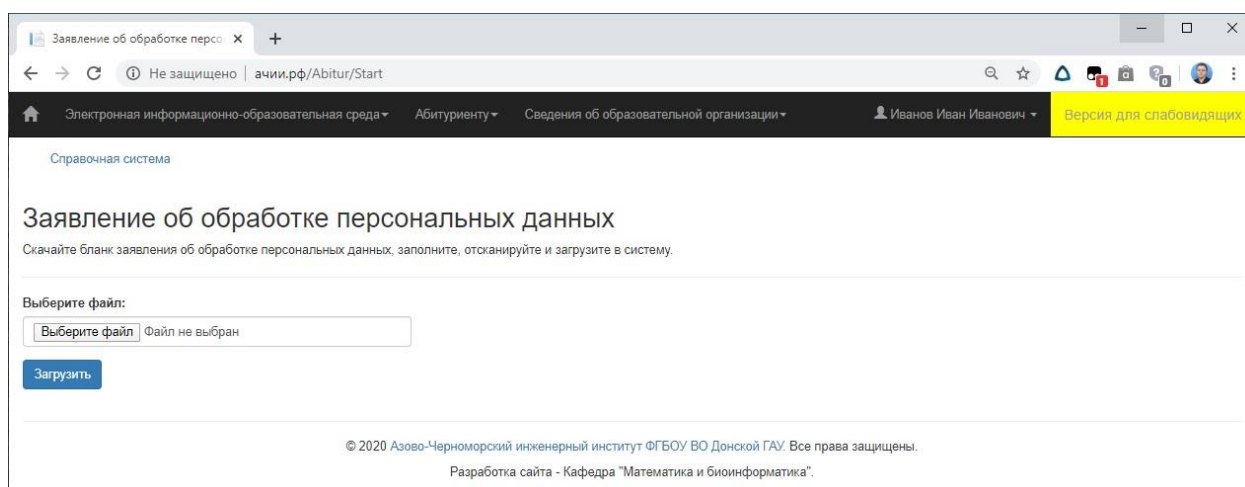 Заявление об обработке персо
Не защищено ачии.рф/Abitur/Start
1
0
Электронная информационно-образовательная среда Абитуриенту Сведения об образовательной организации Иванов Иван Иванович Версия для слабовидящих
Справочная система
Заявление об обработке персональных данных
Скачайте бланк заявления об обработке персональных данных, заполните, отсканируйте и загрузите в систему.
Выберите файл:
Выберите файл Файл не выбран
Загрузить
© 2020 Азово-Черноморский инженерный институт ФГБОУ ВО Донской ГАУ. Все права защищены.
Разработка сайта - Кафедра "Математика и биоинформатика".